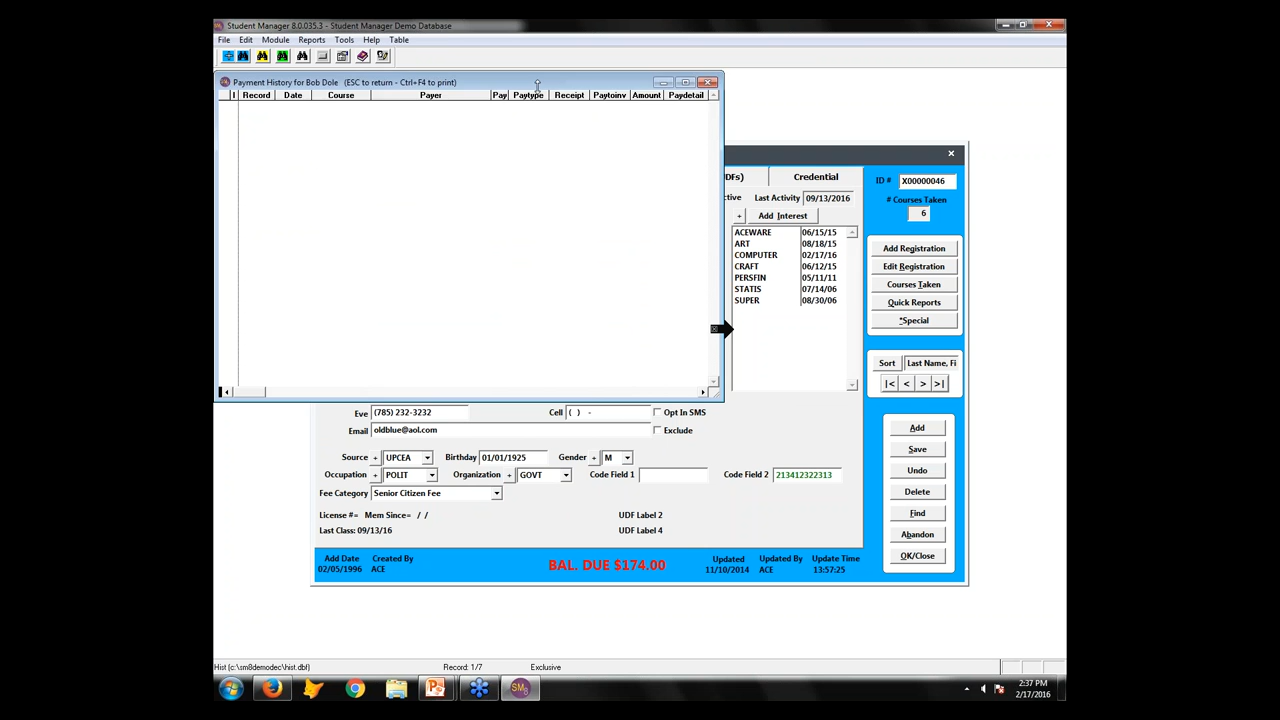 Student Manager 8.0.035.3 - Student Manager Demo Database
File Edit Module Reports Tools Help Table
Payment History for Bob Dole (ESC to return - Ctrl+F4 to print)
I Record Date Course Payer Pay Paytype Receipt Paytoinv Amount Paydetail
DFs) Credential
ctive Last Activity 09/13/2016
+ Add Interest
ACEWARE 06/15/15
ART 08/18/15
COMPUTER 02/17/16
CRAFT 06/12/15
PERSFIN 05/11/11
STATIS 07/14/06
SUPER 08/30/06
ID # X00000046
# Courses Taken
6
Add Registration
Edit Registration
Courses Taken
Quick Reports
*Special
Sort Last Name, Fi
|< < > >|
Eve (785) 232-3232 Cell ( ) - Opt In SMS
Email oldblue@aol.com Exclude
Source + UPCEA Birthday 01/01/1925 Gender + M
Occupation + POLIT Organization + GOVT Code Field 1 Code Field 2 213412322313
Fee Category Senior Citizen Fee
License #= Mem Since= / / UDF Label 2
Last Class: 09/13/16 UDF Label 4
Add
Save
Undo
Delete
Find
Abandon
OK/Close
Add Date Created By BAL. DUE $174.00 Updated Updated By Update Time
02/05/1996 ACE 11/10/2014 ACE 13:57:25
Hist (c:\sm8demodec\hist.dbf) Record: 1/7 Exclusive
SM8
2:37 PM
2/17/2016